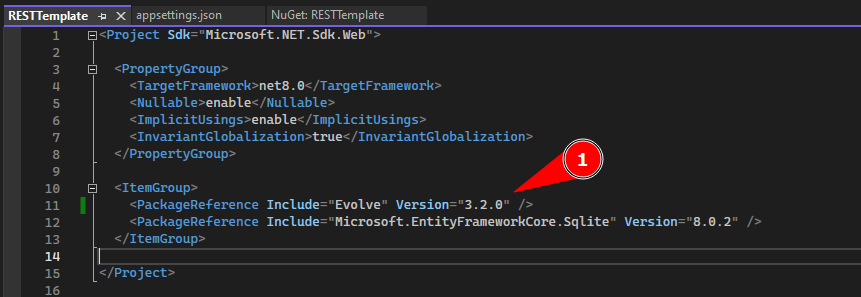 RESTTemplate appsettings.json NuGet: RESTTemplate
1 <Project Sdk="Microsoft.NET.Sdk.Web">
2
3 <PropertyGroup>
4 <TargetFramework>net8.0</TargetFramework>
5 <Nullable>enable</Nullable>
6 <ImplicitUsings>enable</ImplicitUsings>
7 <InvariantGlobalization>true</InvariantGlobalization>
8 </PropertyGroup>
1
9
10 <ItemGroup>
11 <PackageReference Include="Evolve" Version="3.2.0" />
12 <PackageReference Include="Microsoft.EntityFrameworkCore.Sqlite" Version="8.0.2" />
13 </ItemGroup>
14
15 </Project>
16